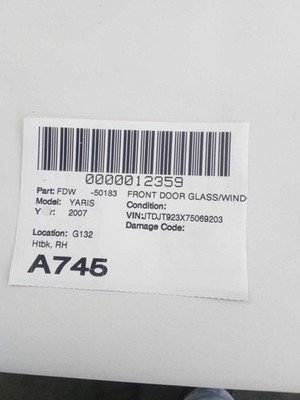 0000012359
Part: FDW -50183 FRONT DOOR GLASS/WIND
Model: YARIS Condition:
Year: 2007 VIN:JTDJT923X75069203
Damage Code:
Location: G132
Htbk, RH
A745